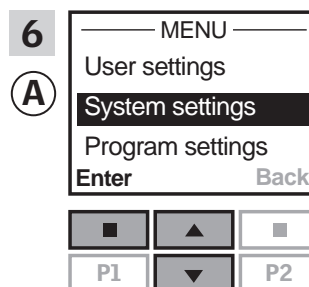 6
A
MENU
User settings
System settings
Program settings
Enter Back
P1 P2